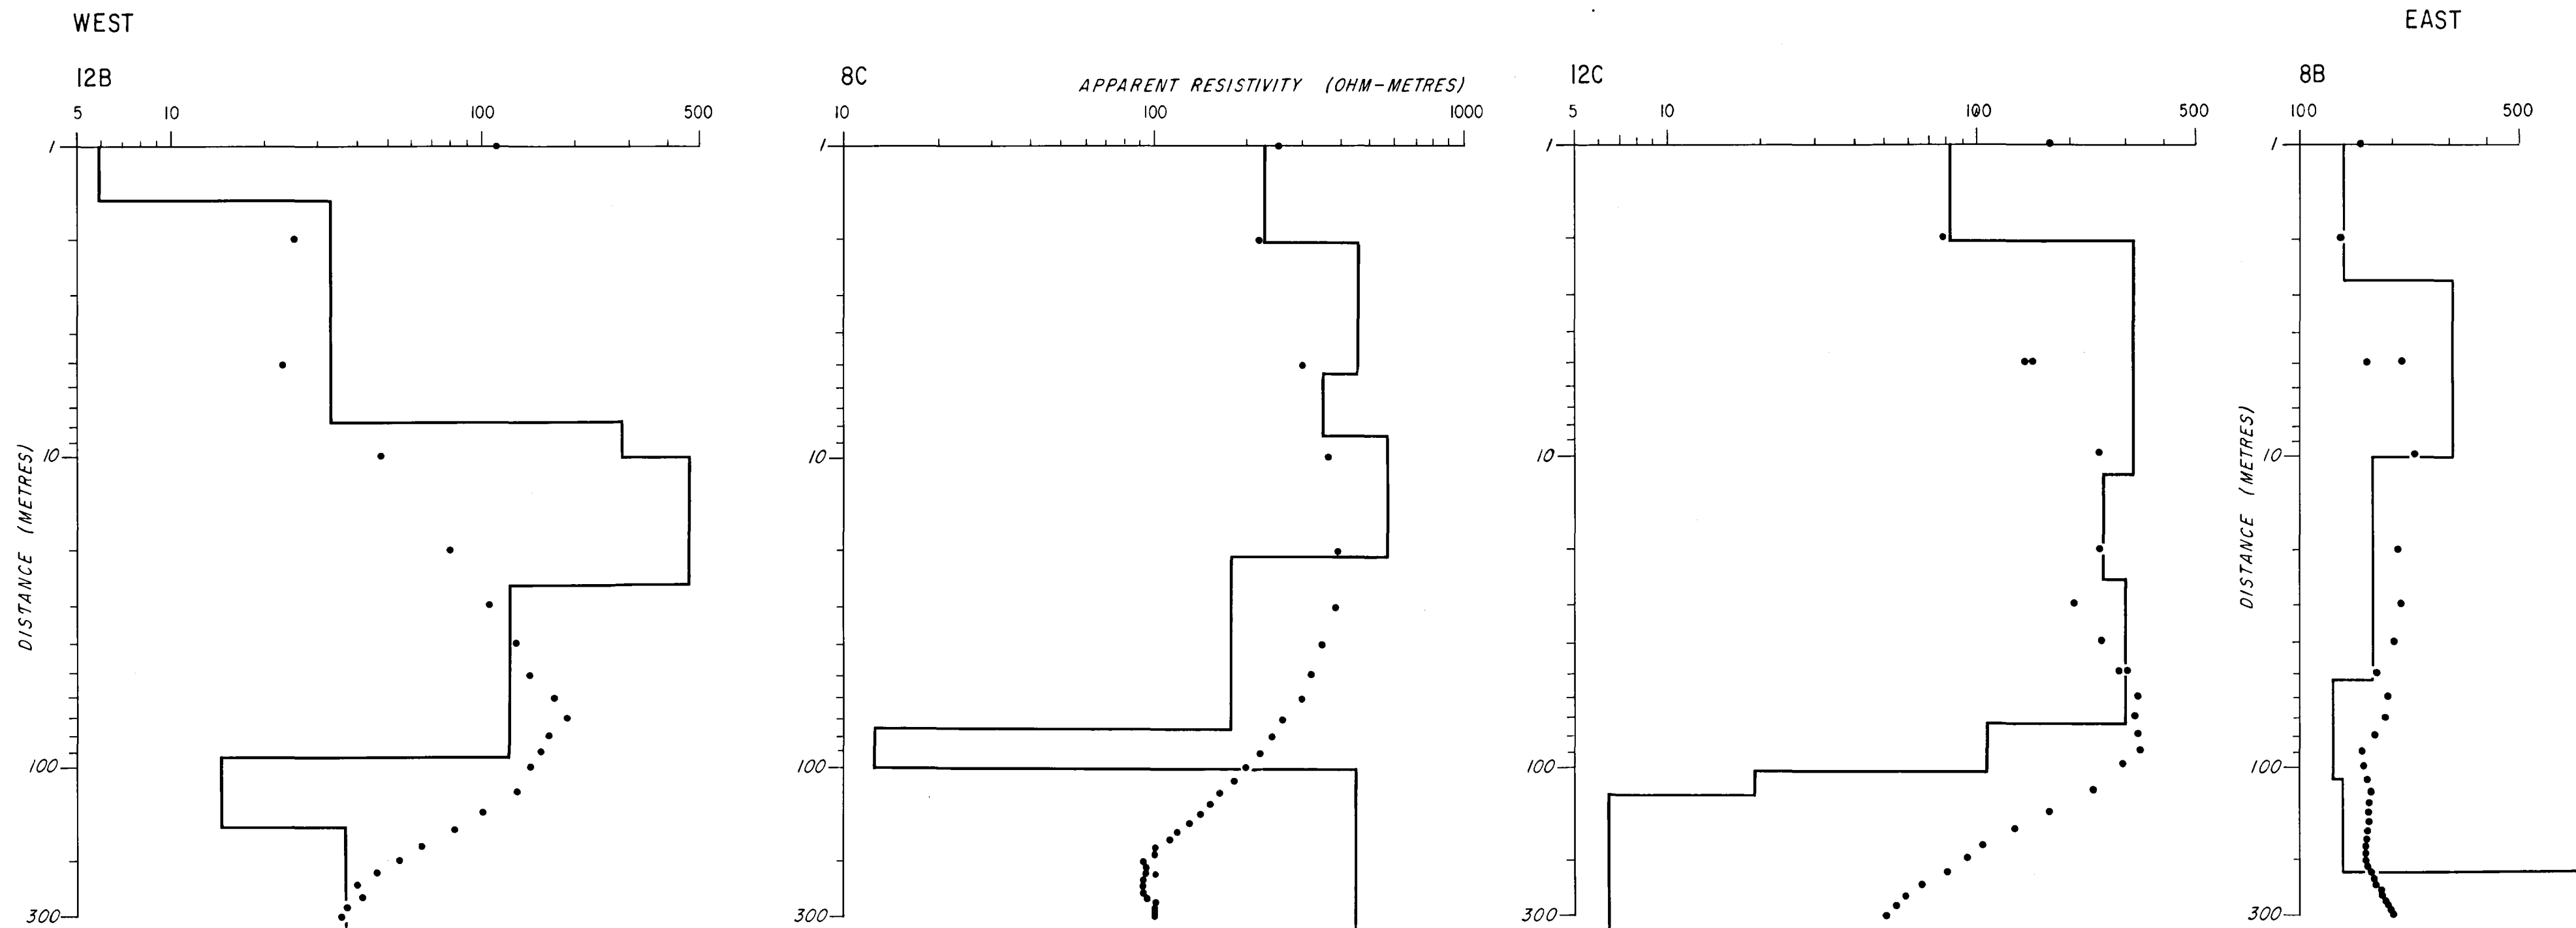 WEST EAST
12B 8C APPARENT RESISTIVITY (OHM-METRES) 12C 8B
5 10 100 500 10 100 1000 5 10 100 500 100 500
1 1 1 1
DISTANCE (METRES) 10 10 10 DISTANCE (METRES) 10
100 100 100 100
300 300 300 300